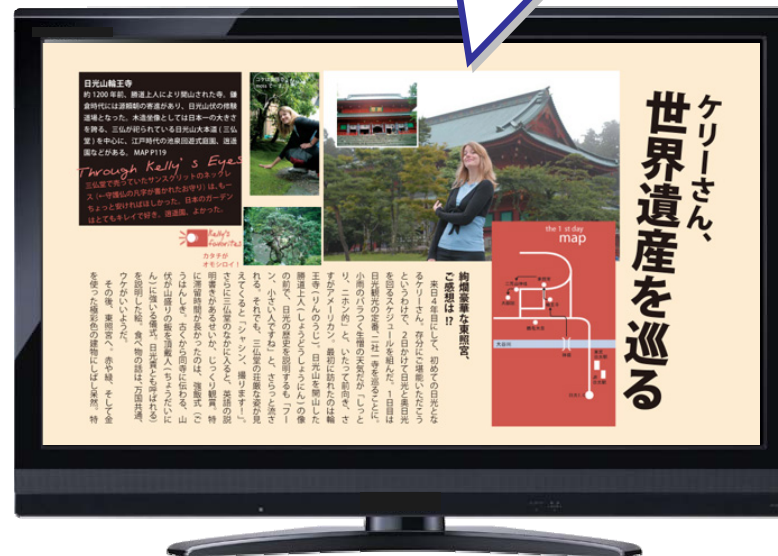 ケリーさん、
世界遺産を巡る
日光山輪王寺
約1200年前、勝道上人により開山された寺。鎌
倉時代には源頼朝の寄進があり、日光山伏の修験
道場となった。木造坐像としては日本一の大きさ
を誇る、三仏が祀られている日光山大本道(三仏
堂)を中心に、江戸時代の池泉回遊式庭園、逍遥
園などがある。 MAP P119
Through Kelly's Eyes
三仏堂で売っていたサンスクリットのネックレ
ス(←守護仏の凡字が書かれたお守り)は、もー
ちょっと安ければほしかった。日本のガーデン
はとてもキレイで好き。逍遥園、よかった。
Kelly's
favorites
カタチが
オモシロイ!
the 1 st day
map
大谷川
絢爛豪華な東照宮、
ご感想は!?
来日4年目にして、初めての日光とな
るケリーさん。存分にご堪能いただこう
というわけで、2日かけて日光と奥日光
を回るスケジュールを組んだ。1日目は
日光観光の定番、二社一寺を巡ることに。
小雨のパラつく生憎の天気だが「しっと
り、ニホン的」と、いたって前向き、さ
すがアメリカーン。最初に訪れたのは輪
王寺(りんのうじ)。日光山を開山した
勝道上人(しょうどうしょうにん)の像
の前で、日光の歴史を説明するも「フー
ン、小さい人ですね」と、さらっと流さ
れる。それでも、三仏堂の荘厳な姿が見
えてくると「シャシン、撮ります!」。
さらに三仏堂のなかに入ると、英語の説
明書きがあるせいか、じっくり観賞。特
に滞留時間が長かったのは、強飯式(ご
うはんしき。古くから同寺に伝わる、山
伏が山盛りの飯を頂戴人(ちょうだいに
ん)に強いる儀式。日光責とも呼ばれる)
を説明した絵。食べ物の話は、万国共通、
ウケがいいようだ。
その後、東照宮へ。赤や緑、そして金
を使った極彩色の建物にしばし呆然。特